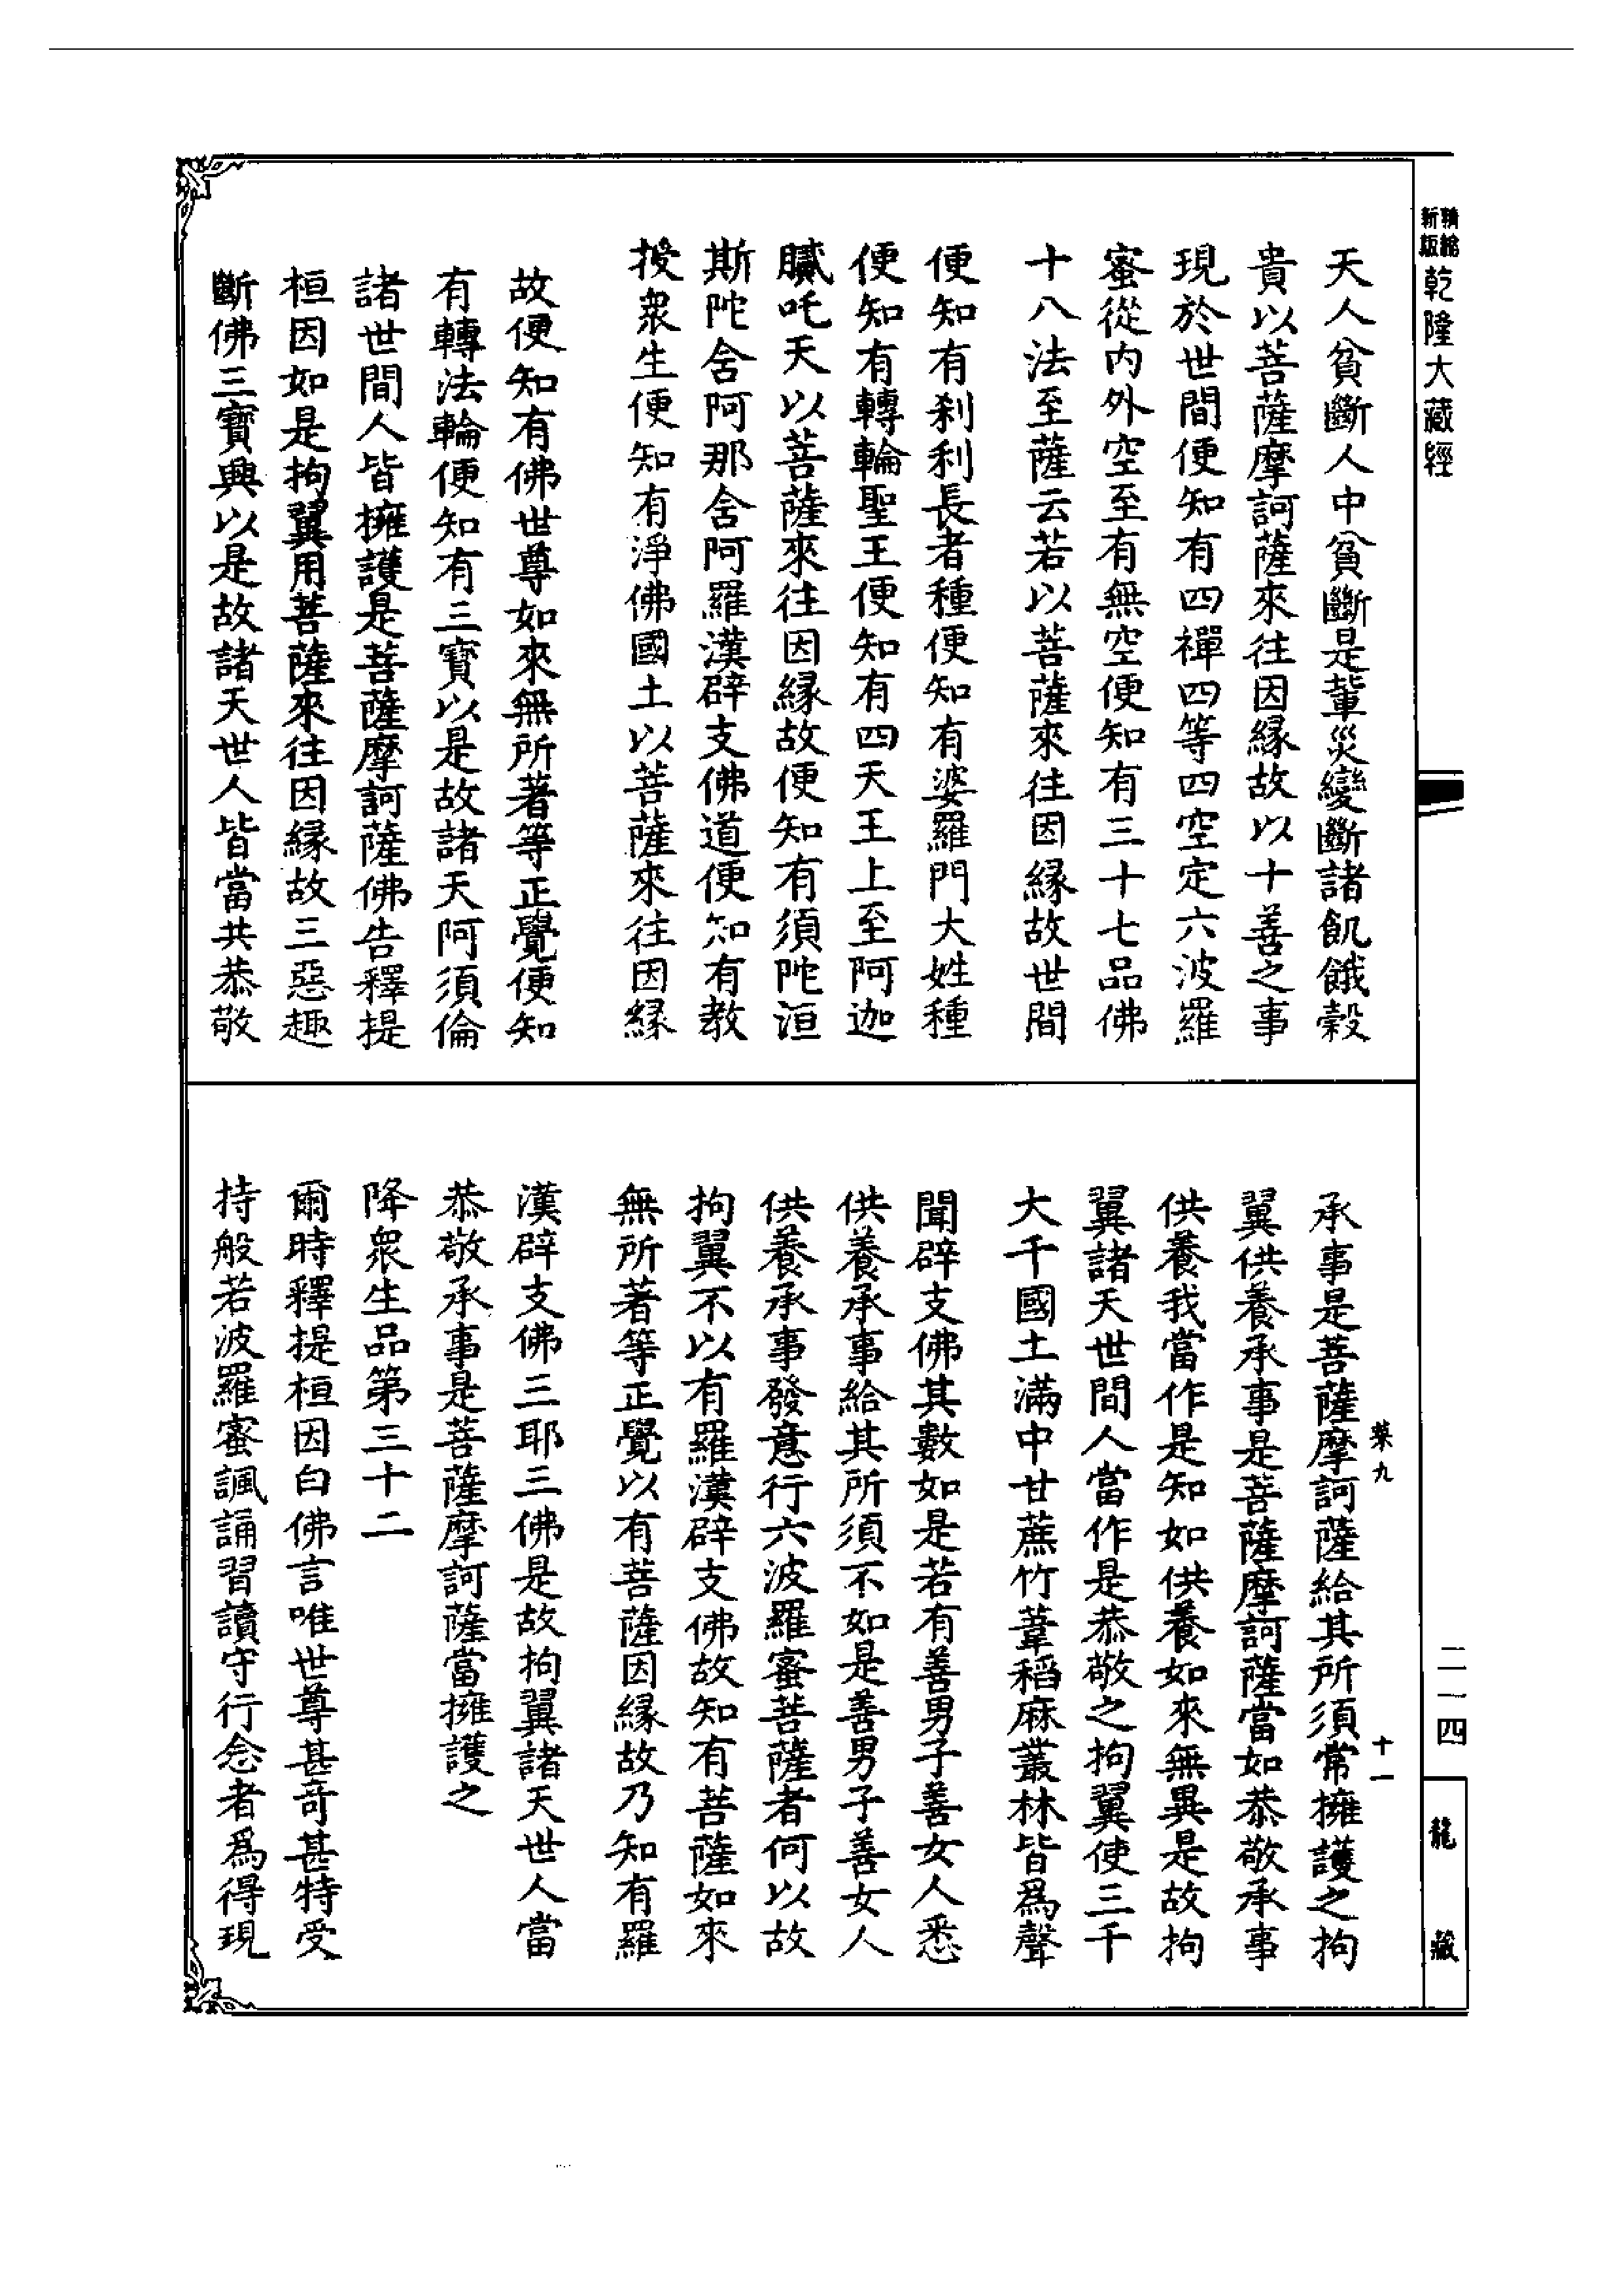 新編縮版
乾隆大藏經
天人貧斷人中貧斷是輩災變斷諸飢餓穀
貴以菩薩摩訶薩來往因緣故以十善之事
現於世間便知有四禪四等四空定六波羅
蜜從內外空至有無空便知有三十七品佛
十八法至薩云若以菩薩來往因緣故世間
便知有剎利長者種便知有婆羅門大姓種
便知有轉輪聖王便知有四天王上至阿迦
膩吒天以菩薩來往因緣故便知有須陀洹
斯陀含阿那含阿羅漢辟支佛道便知有教
授眾生便知有淨佛國土以菩薩來往因緣
故便知有佛世尊如來無所著等正覺便知
有轉法輪便知有三寶以是故諸天阿須倫
諸世間人皆擁護是菩薩摩訶薩佛告釋提
桓因如是拘翼用菩薩來往因緣故三惡趣
斷佛三寶興以是故諸天世人皆當共恭敬
菜九
十一
承事是菩薩摩訶薩給其所須常擁護之拘
翼供養承事是菩薩摩訶薩當如恭敬承事
供養我當作是知如供養如來無異是故拘
翼諸天世間人當作是恭敬之拘翼使三千
大千國土滿中甘蔗竹葦稻麻叢林皆為聲
聞辟支佛其數如是若有善男子善女人悉
供養承事給其所須不如是善男子善女人
供養承事發意行六波羅蜜菩薩者何以故
拘翼不以有羅漢辟支佛故知有菩薩如來
無所著等正覺以有菩薩因緣故乃知有羅
漢辟支佛三耶三佛是故拘翼諸天世人當
恭敬承事是菩薩摩訶薩當擁護之
降眾生品第三十二
爾時釋提桓因白佛言唯世尊甚奇甚特受
持般若波羅蜜諷誦習讀守行念者為得現
二一四
龍藏